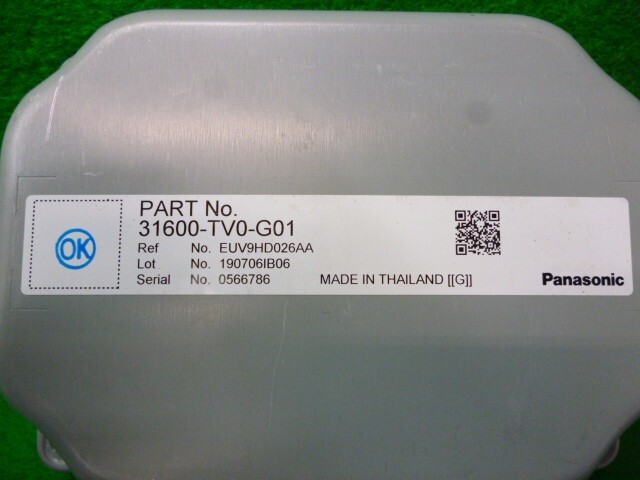 OK
PART No.
31600-TV0-G01
Ref No. EUV9HD026AA
Lot No. 190706IB06
Serial No. 0566786 MADE IN THAILAND [[G]] Panasonic